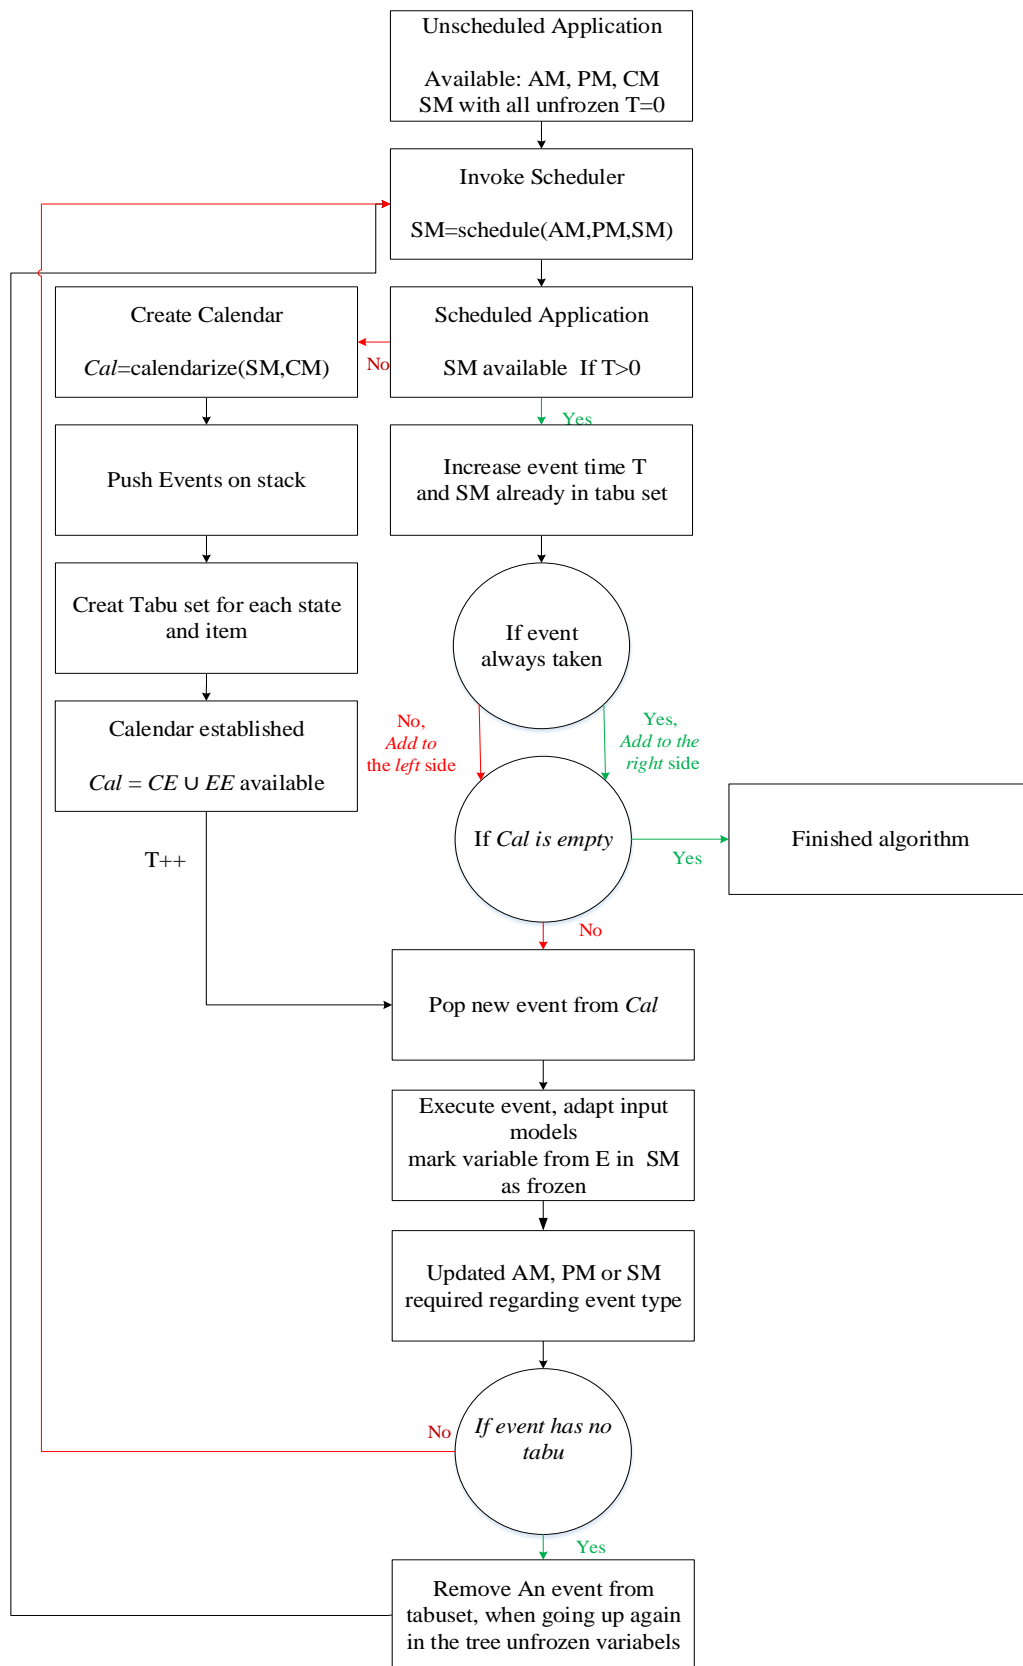 Unscheduled Application
Available: AM, PM, CM
SM with all unfrozen T=0
Invoke Scheduler
SM=schedule(AM,PM,SM)
Create Calendar
Cal=calendarize(SM,CM)
No
Scheduled Application
SM available If T>0
Yes
Push Events on stack
Increase event time T
and SM already in tabu set
Creat Tabu set for each state
and item
If event
always taken
Calendar established
Cal = CE ∪ EE available
No,
Add to
the left side
Yes,
Add to the
right side
T++
If Cal is empty
Yes
Finished algorithm
No
Pop new event from Cal
Execute event, adapt input
models
mark variable from E in SM
as frozen
Updated AM, PM or SM
required regarding event type
No
If event has no
tabu
Yes
Remove An event from
tabuset, when going up again
in the tree unfrozen variabels